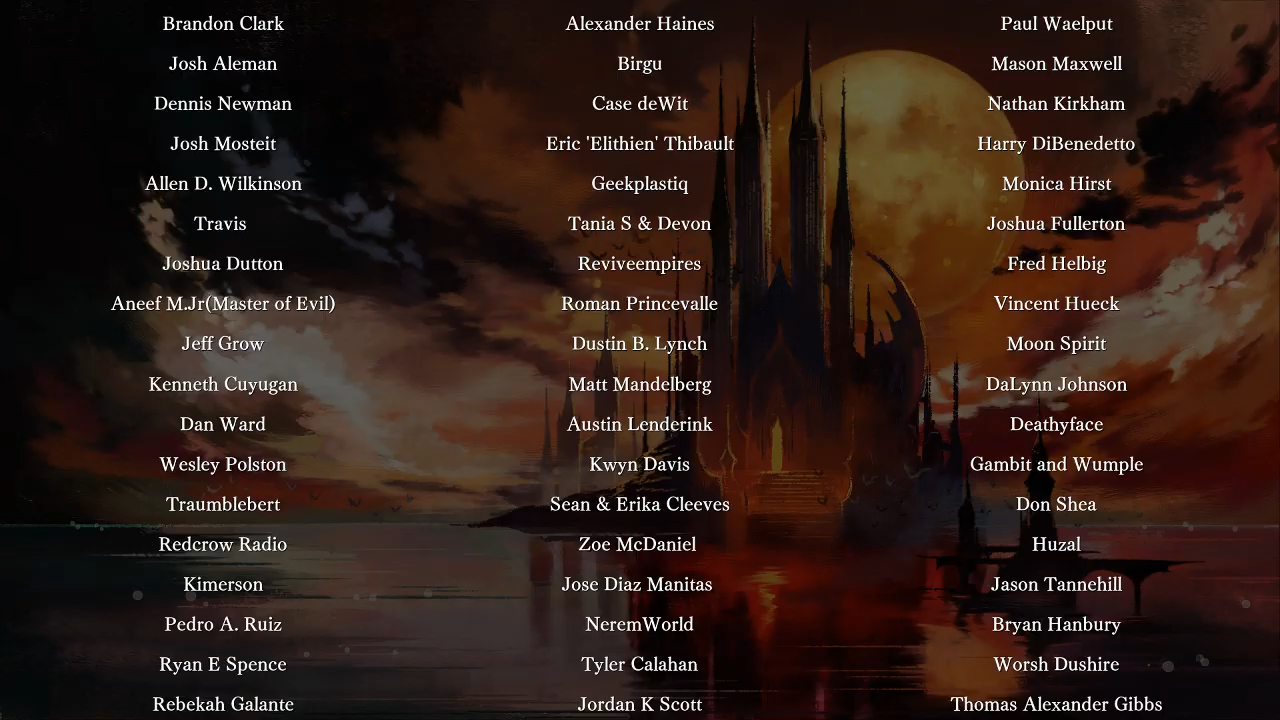 Brandon Clark
Josh Aleman
Dennis Newman
Josh Mosteit
Allen D. Wilkinson
Travis
Joshua Dutton
Aneef M.Jr(Master of Evil)
Jeff Grow
Kenneth Cuyugan
Dan Ward
Wesley Polston
Traumblebert
Redcrow Radio
Kimerson
Pedro A. Ruiz
Ryan E Spence
Rebekah Galante
Alexander Haines
Birgu
Case deWit
Eric 'Elithien' Thibault
Geekplastiq
Tania S & Devon
Reviveempires
Roman Princevalle
Dustin B. Lynch
Matt Mandelberg
Austin Lenderink
Kwyn Davis
Sean & Erika Cleeves
Zoe McDaniel
Jose Diaz Manitas
NeremWorld
Tyler Calahan
Jordan K Scott
Paul Waelput
Mason Maxwell
Nathan Kirkham
Harry DiBenedetto
Monica Hirst
Joshua Fullerton
Fred Helbig
Vincent Hueck
Moon Spirit
DaLynn Johnson
Deathyface
Gambit and Wumple
Don Shea
Huzal
Jason Tannehill
Bryan Hanbury
Worsh Dushire
Thomas Alexander Gibbs